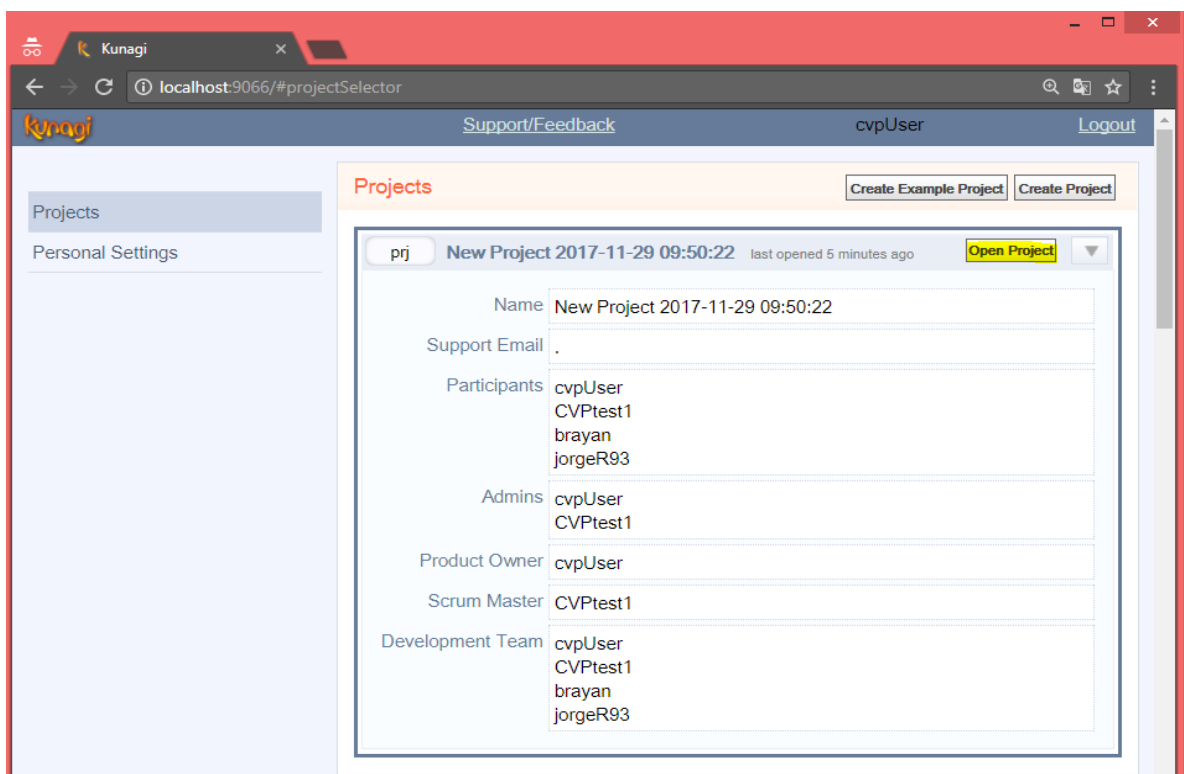 Kunagi
localhost:9066/#projectSelector
kunagi Support/Feedback cvpUser Logout
Projects
Personal Settings
Projects Create Example Project Create Project
prj New Project 2017-11-29 09:50:22 last opened 5 minutes ago Open Project
Name New Project 2017-11-29 09:50:22
Support Email .
Participants cvpUser
CVPtest1
brayan
jorgeR93
Admins cvpUser
CVPtest1
Product Owner cvpUser
Scrum Master CVPtest1
Development Team cvpUser
CVPtest1
brayan
jorgeR93